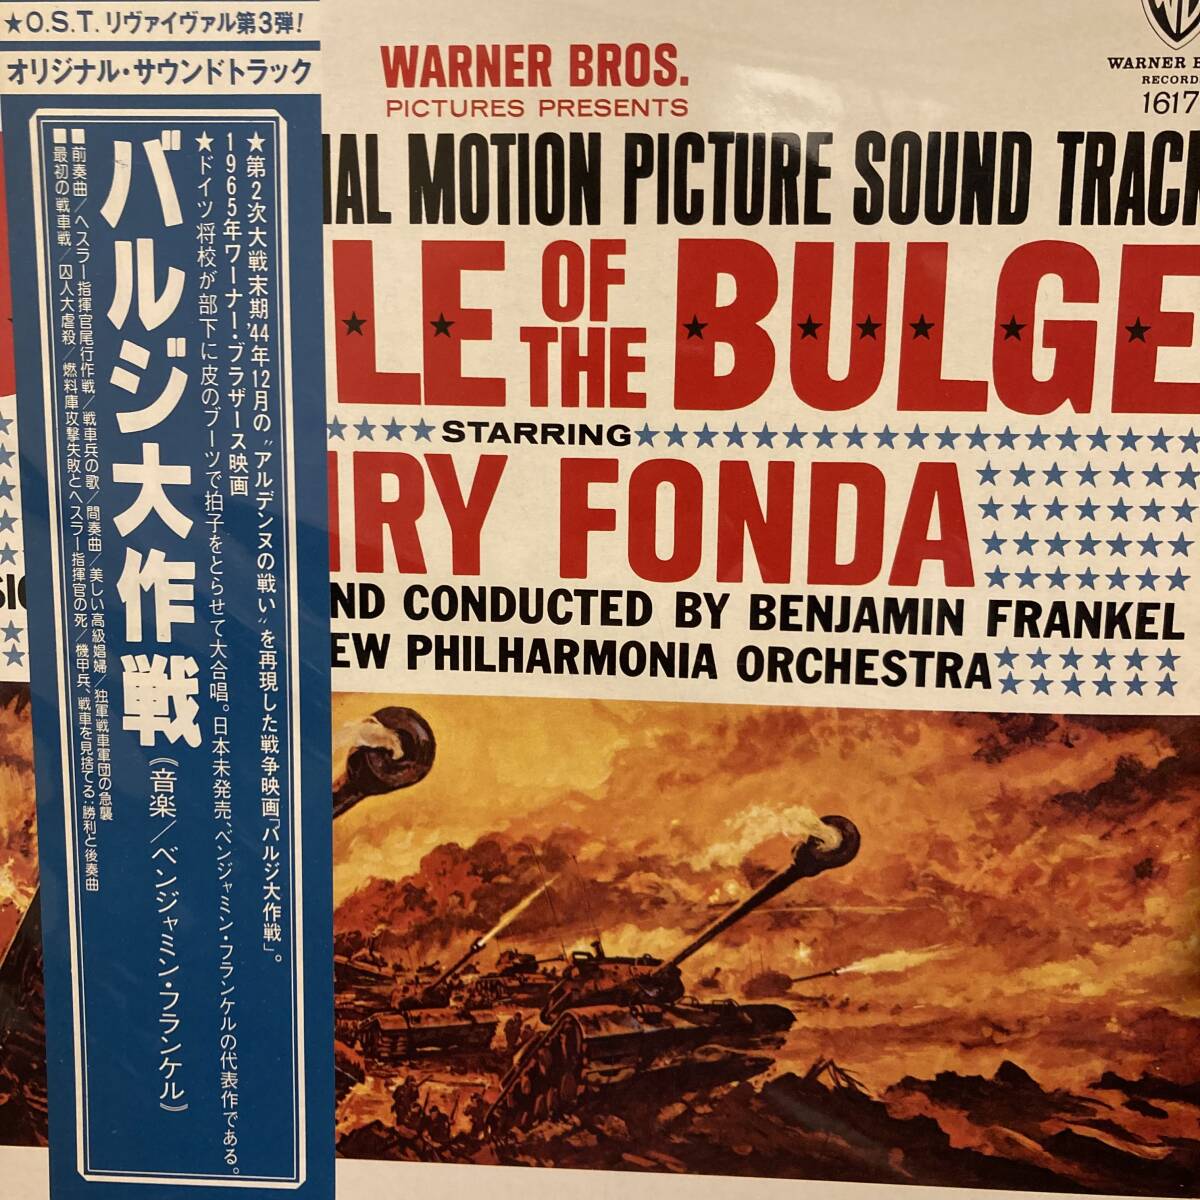 ★O.S.T. リヴァイヴァル第3弾!
オリジナル・サウンドトラック
★第2次大戦末期'44年12月の"アルデンヌの戦い"を再現した戦争映画「バルジ大作戦」。
1965年ワーナー・ブラザース映画
★ドイツ将校が部下に皮のブーツで拍子をとらせて大合唱。日本未発売、ベンジャミン・フランケルの代表作である。
バルジ大作戦
《音楽/ベンジャミン・フランケル》
前奏曲/ヘスラー指揮官尾行作戦/戦車兵の歌/間奏曲/美しい高級娼婦/独軍戦車軍団の急襲
最初の戦車戦/囚人大虐殺/燃料庫攻撃失敗とヘスラー指揮官の死/機甲兵、戦車を見捨てる:勝利と後奏曲
WARNER BROS.
PICTURES PRESENTS
WB
WARNER B
RECORD
1617
NAL MOTION PICTURE SOUND TRACK
LE OF THE BULGE
STARRING
NRY FONDA
SIC ND CONDUCTED BY BENJAMIN FRANKEL
EW PHILHARMONIA ORCHESTRA